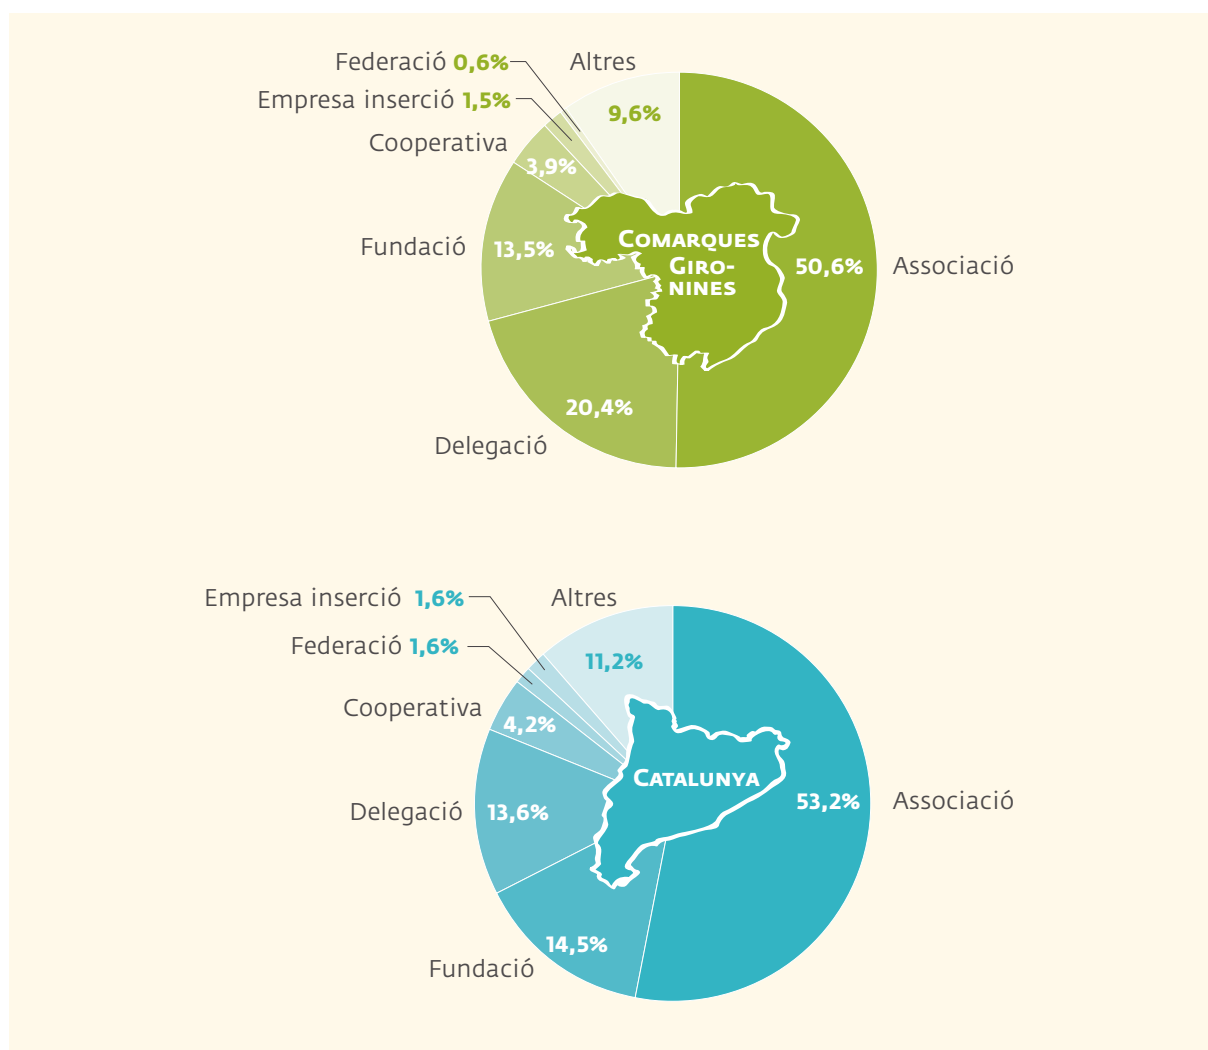 Federació 0,6%
Altres
Empresa inserció 1,5%
9,6%
Cooperativa
3,9%
Fundació
13,5%
COMARQUES
GIRO-
NINES
50,6%
Associació
20,4%
Delegació
Empresa inserció 1,6%
Altres
Federació 1,6%
11,2%
Cooperativa
4,2%
CATALUNYA
53,2%
Associació
Delegació
13,6%
14,5%
Fundació